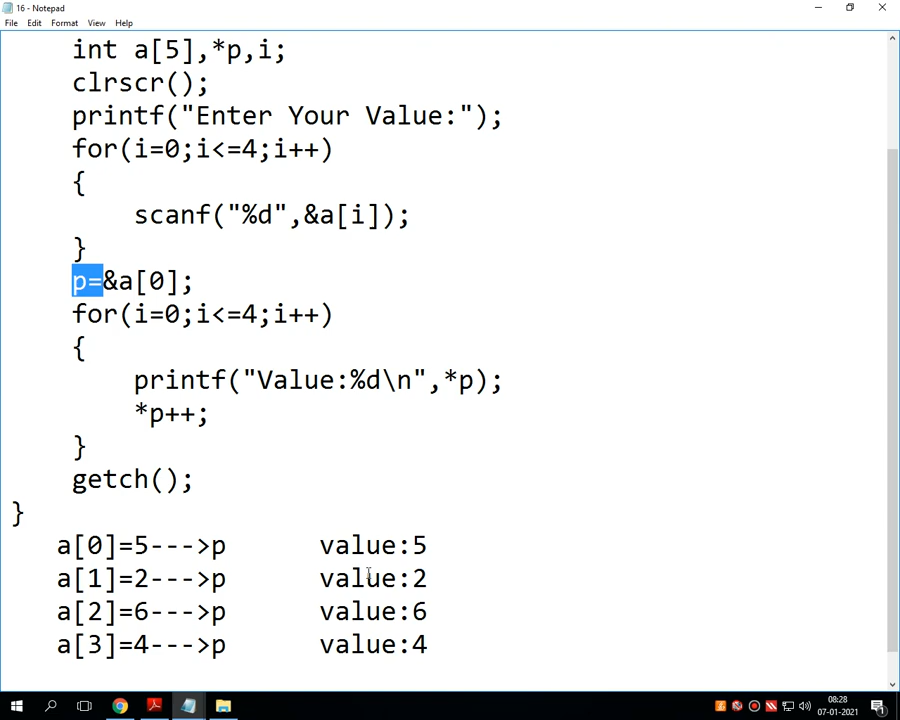 16 - Notepad
File Edit Format View Help
int a[5],*p,i;
clrscr();
printf("Enter Your Value:");
for(i=0;i<=4;i++)
{
scanf("%d",&a[i]);
}
p=&a[0];
for(i=0;i<=4;i++)
{
printf("Value:%d\n",*p);
*p++;
}
getch();
}
a[0]=5--->p value:5
a[1]=2--->p value:2
a[2]=6--->p value:6
a[3]=4--->p value:4
08:28
07-01-2021